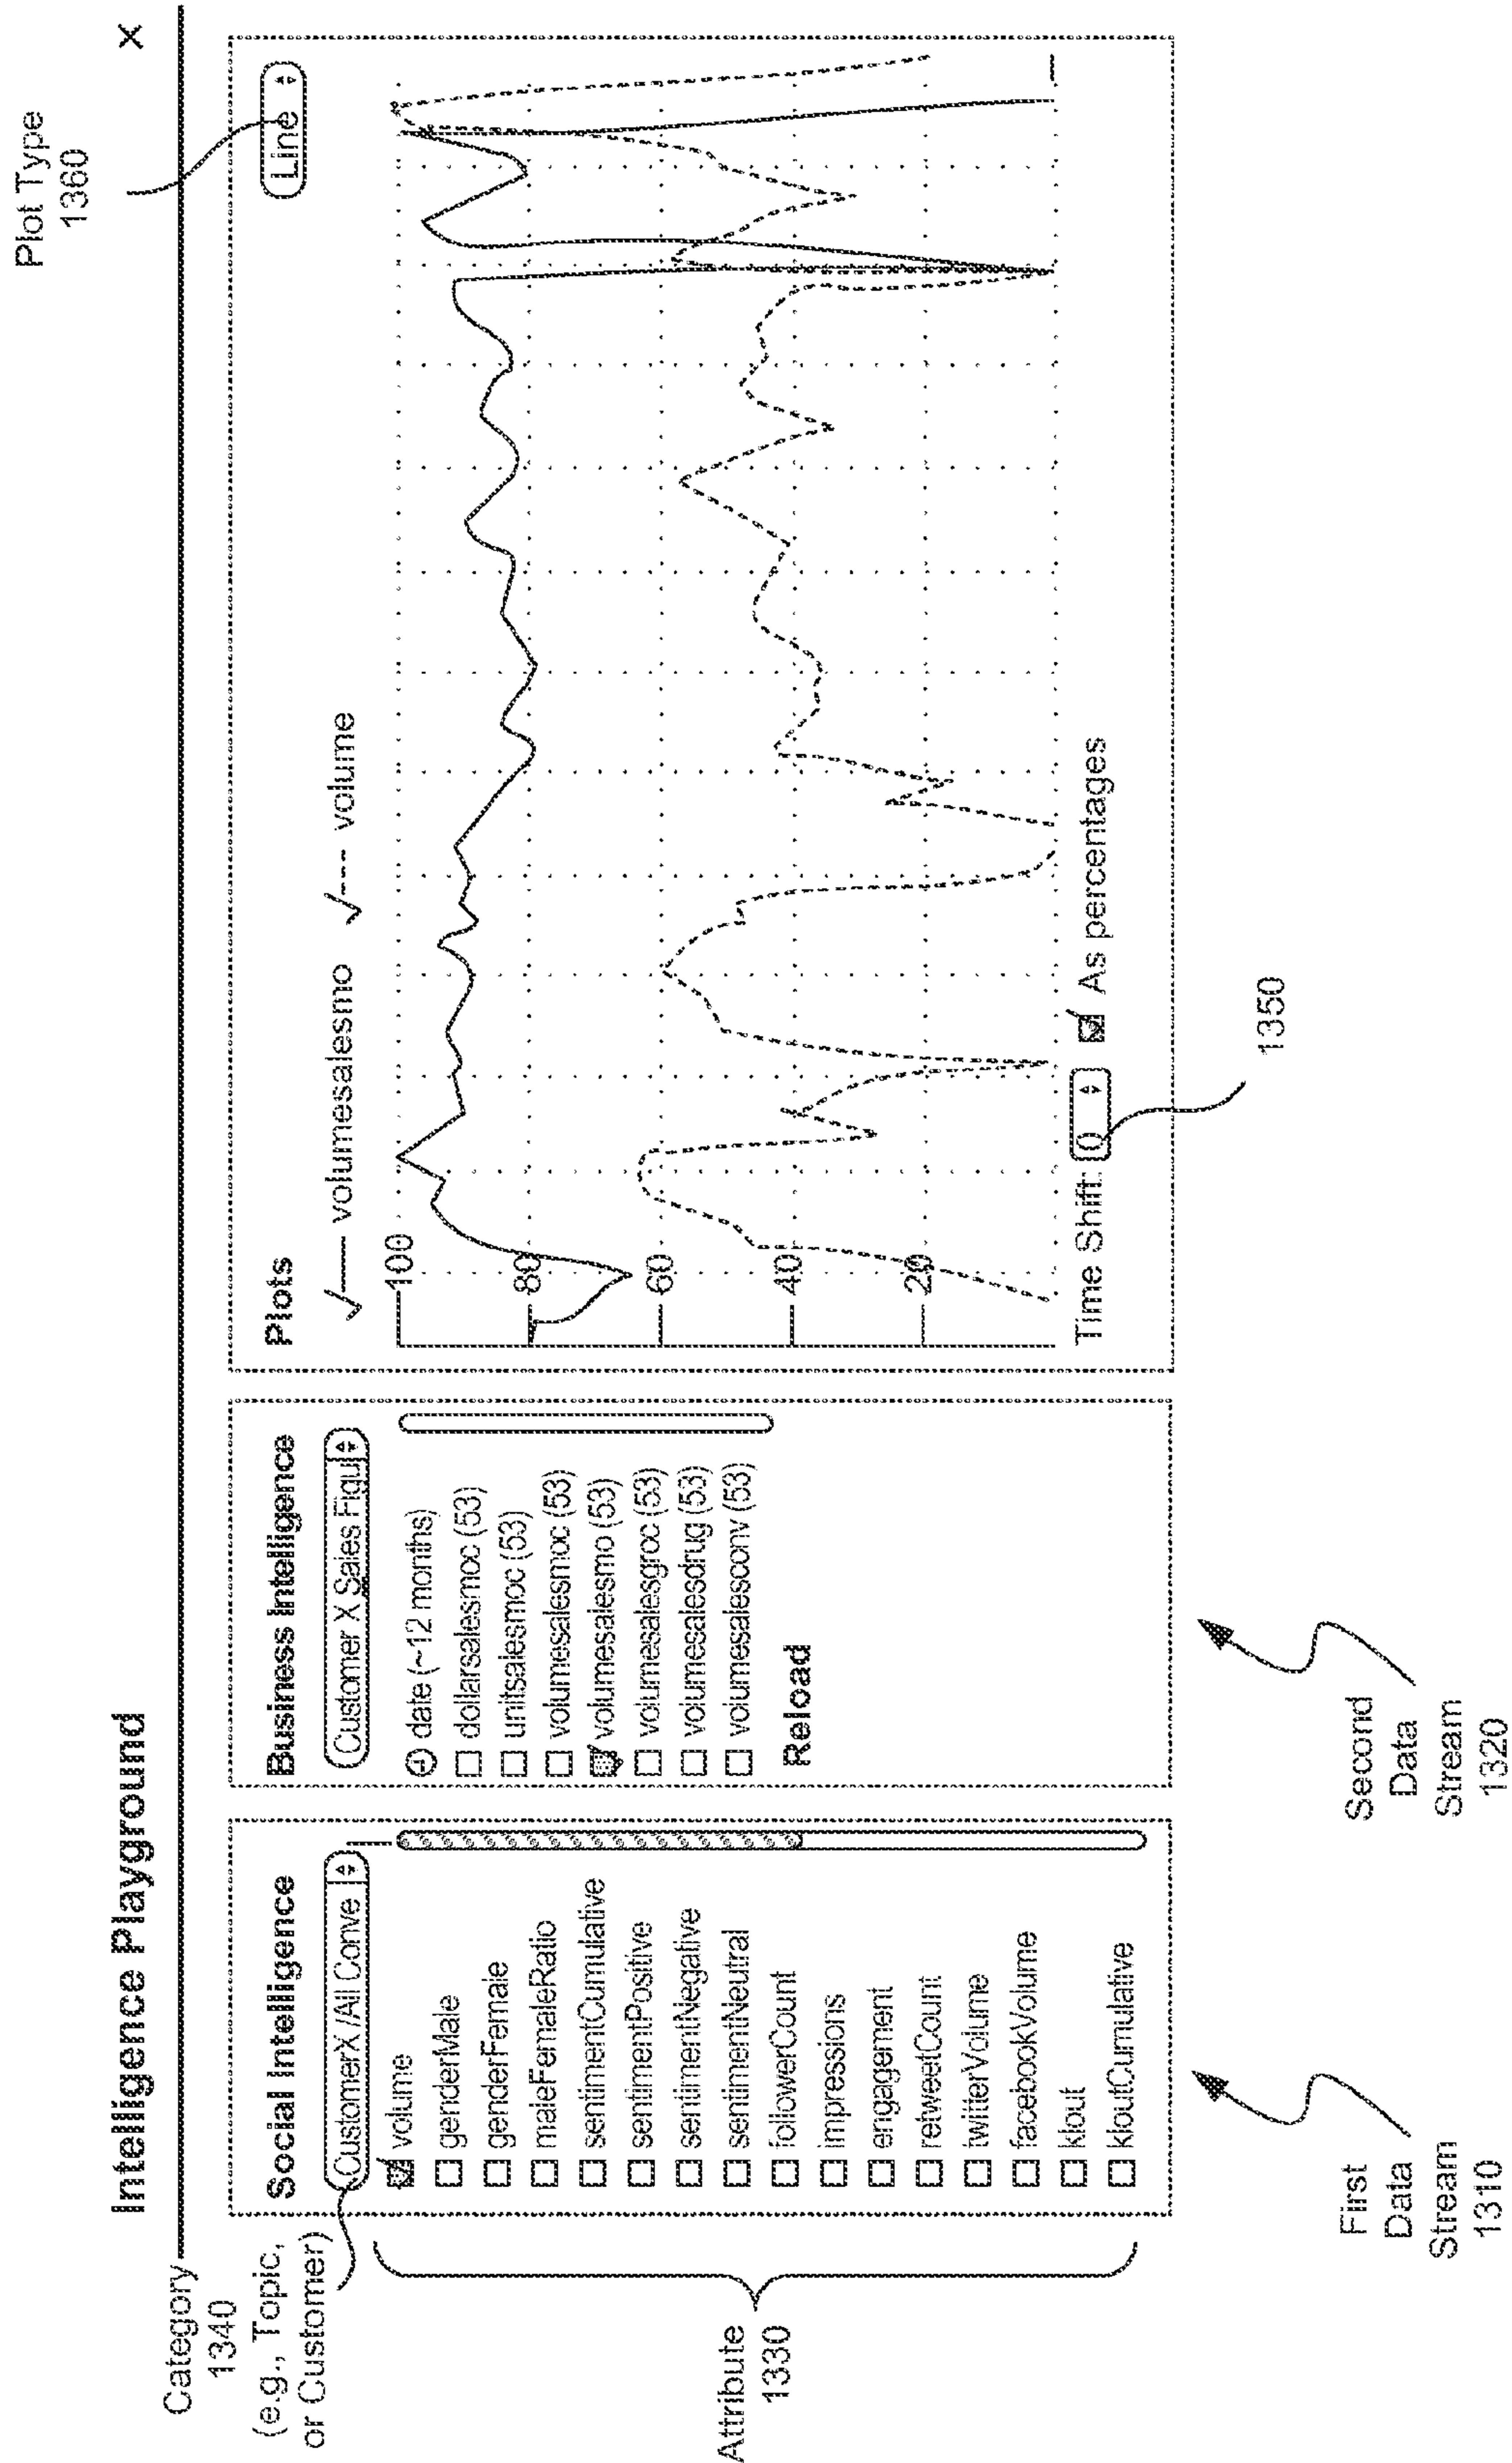 Intelligence Playground
×
Category
1340
(e.g., Topic,
or Customer)
Attribute
1330
Social Intelligence
CustomerX /All Conve
volume
genderMale
genderFemale
maleFemaleRatio
sentimentCumulative
sentimentPositive
sentimentNegative
sentimentNeutral
followerCount
impressions
engagement
retweetCount
twitterVolume
facebookVolume
klout
kloutCumulative
First
Data
Stream
1310
Business Intelligence
Customer X Sales Figu
date (~12 months)
dollarsalesmoc (53)
unitsalesmoc (53)
volumesalesmoc (53)
volumesalesmo (53)
volumesalesgroc (53)
volumesalesdrug (53)
volumesalesconv (53)
Reload
Second
Data
Stream
1320
Plot Type
1360
Plots
Line
volumesalesmo volume
100
80
60
40
20
Time Shift: 0 As percentages
1350